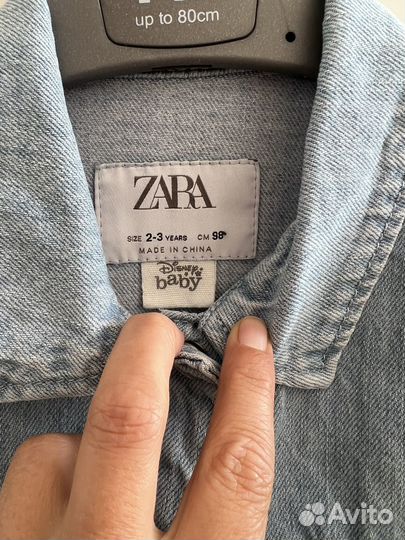 up to 80cm
ZARA
SIZE 2-3 YEARS CM 98
MADE IN CHINA
Disney
baby
Avito